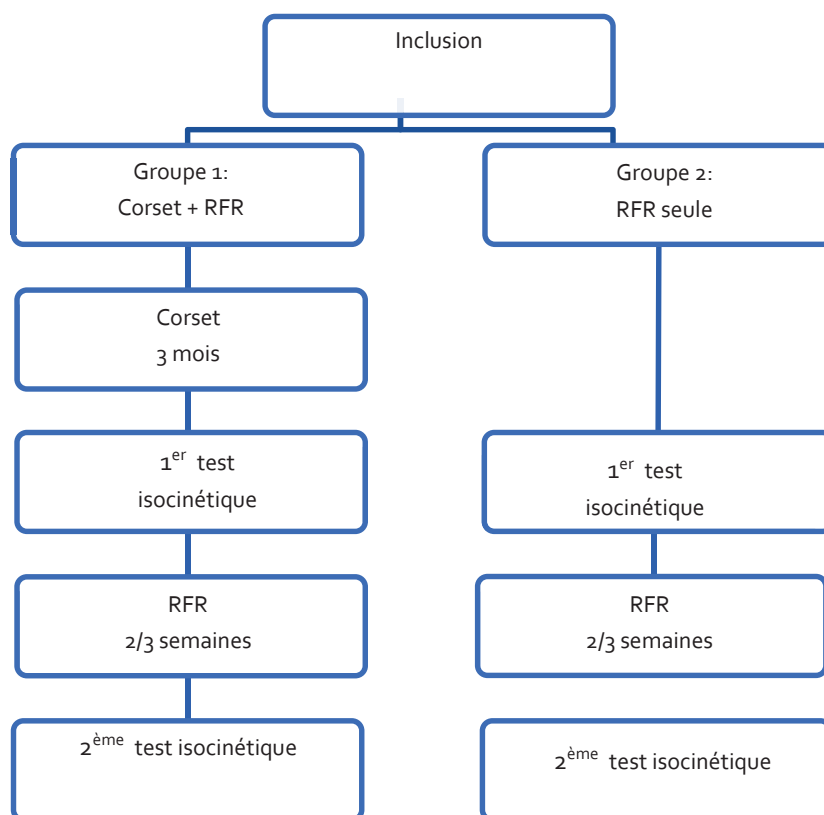 Inclusion
Groupe 1:
Corset + RFR
Groupe 2:
RFR seule
Corset
3 mois
1er test
isocinétique
1er test
isocinétique
RFR
2/3 semaines
RFR
2/3 semaines
2ème test isocinétique
2ème test isocinétique